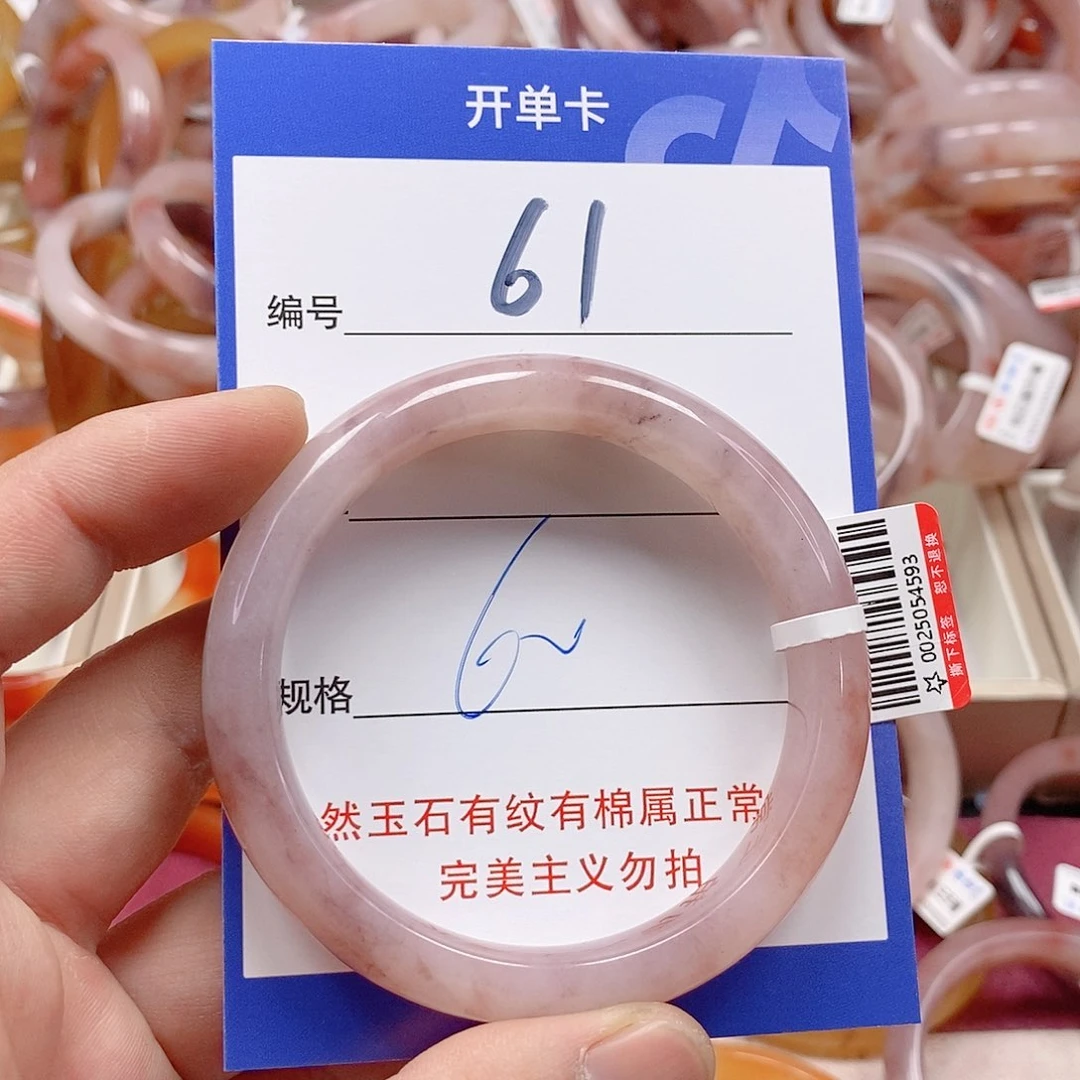 开单卡
编号 61
规格 6
然玉石有纹有棉属正常
完美主义勿拍
0025054593
撕下标签 恕不退换